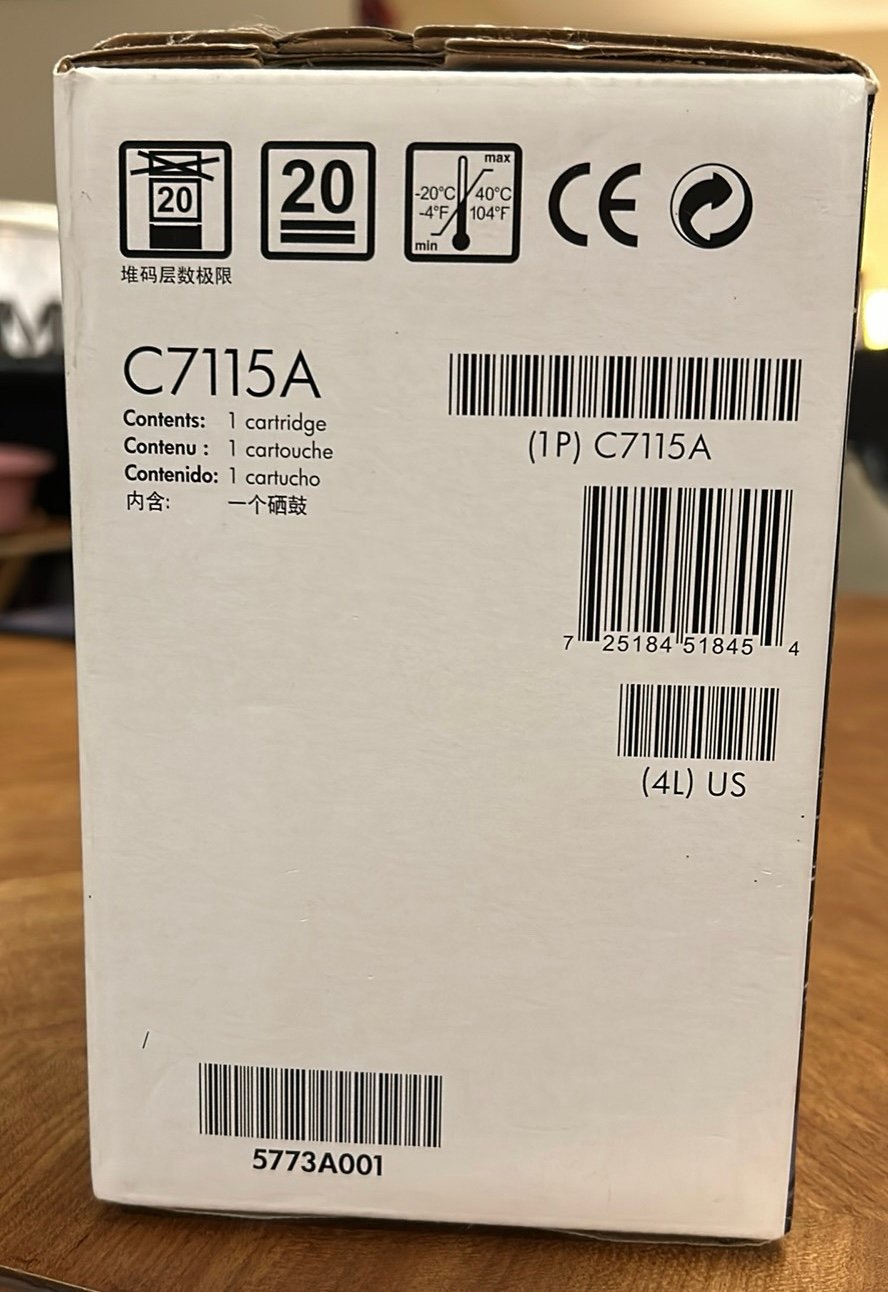 20
20
max
-20°C 40°C
-4°F 104°F
min
CE
堆码层数极限
C7115A
Contents: 1 cartridge
Contenu : 1 cartouche
Contenido: 1 cartucho
内含: 一个硒鼓
(1P) C7115A
7 25184 51845 4
(4L) US
5773A001